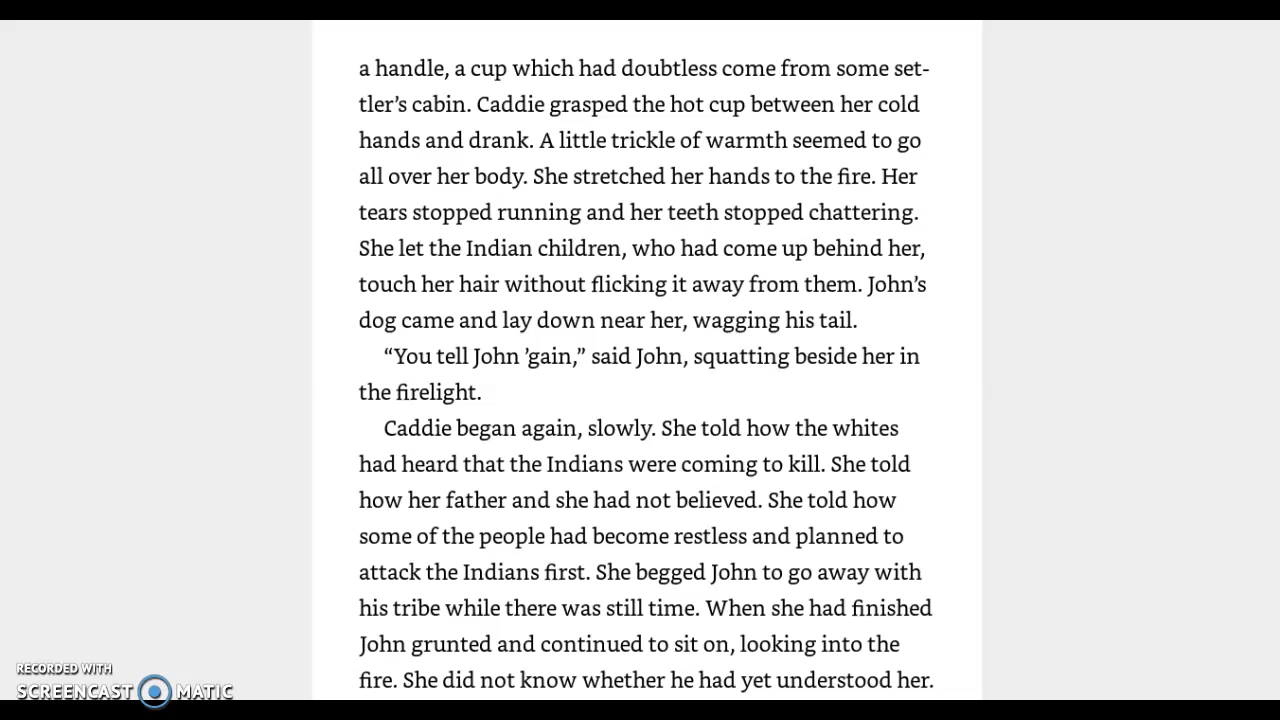 a handle, a cup which had doubtless come from some set-
tler’s cabin. Caddie grasped the hot cup between her cold
hands and drank. A little trickle of warmth seemed to go
all over her body. She stretched her hands to the fire. Her
tears stopped running and her teeth stopped chattering.
She let the Indian children, who had come up behind her,
touch her hair without flicking it away from them. John’s
dog came and lay down near her, wagging his tail.
“You tell John ’gain,” said John, squatting beside her in
the firelight.
Caddie began again, slowly. She told how the whites
had heard that the Indians were coming to kill. She told
how her father and she had not believed. She told how
some of the people had become restless and planned to
attack the Indians first. She begged John to go away with
his tribe while there was still time. When she had finished
John grunted and continued to sit on, looking into the
fire. She did not know whether he had yet understood her.
RECORDED WITH
SCREENCAST MATIC